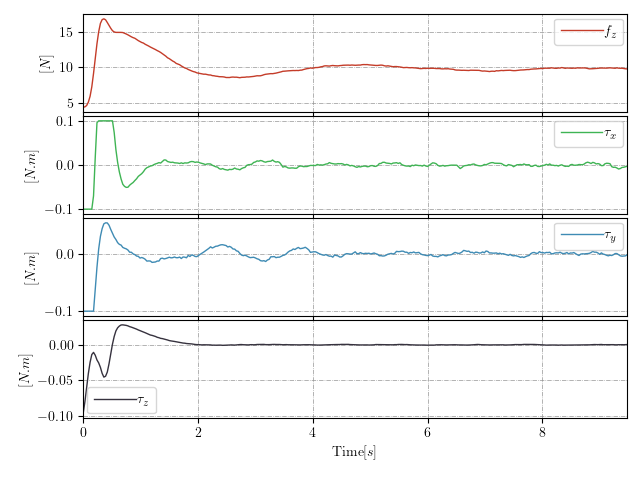 15
10
5
[N]
f_z
0.1
0.0
−0.1
[N.m]
τ_x
0.0
−0.1
[N.m]
τ_y
0.00
−0.05
−0.10
[N.m]
τ_z
0 2 4 6 8
Time[s]